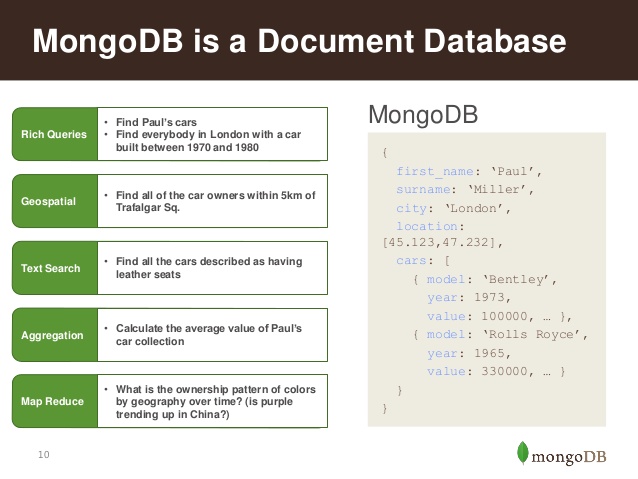 MongoDB is a Document Database
Rich Queries
• Find Paul's cars
• Find everybody in London with a car
built between 1970 and 1980
Geospatial
• Find all of the car owners within 5km of
Trafalgar Sq.
Text Search
• Find all the cars described as having
leather seats
Aggregation
• Calculate the average value of Paul's
car collection
Map Reduce
• What is the ownership pattern of colors
by geography over time? (is purple
trending up in China?)
MongoDB
{
first_name: ‘Paul’,
surname: ‘Miller’,
city: ‘London’,
location:
[45.123,47.232],
cars: [
{ model: ‘Bentley’,
year: 1973,
value: 100000, … },
{ model: ‘Rolls Royce’,
year: 1965,
value: 330000, … }
}
}
10
mongoDB